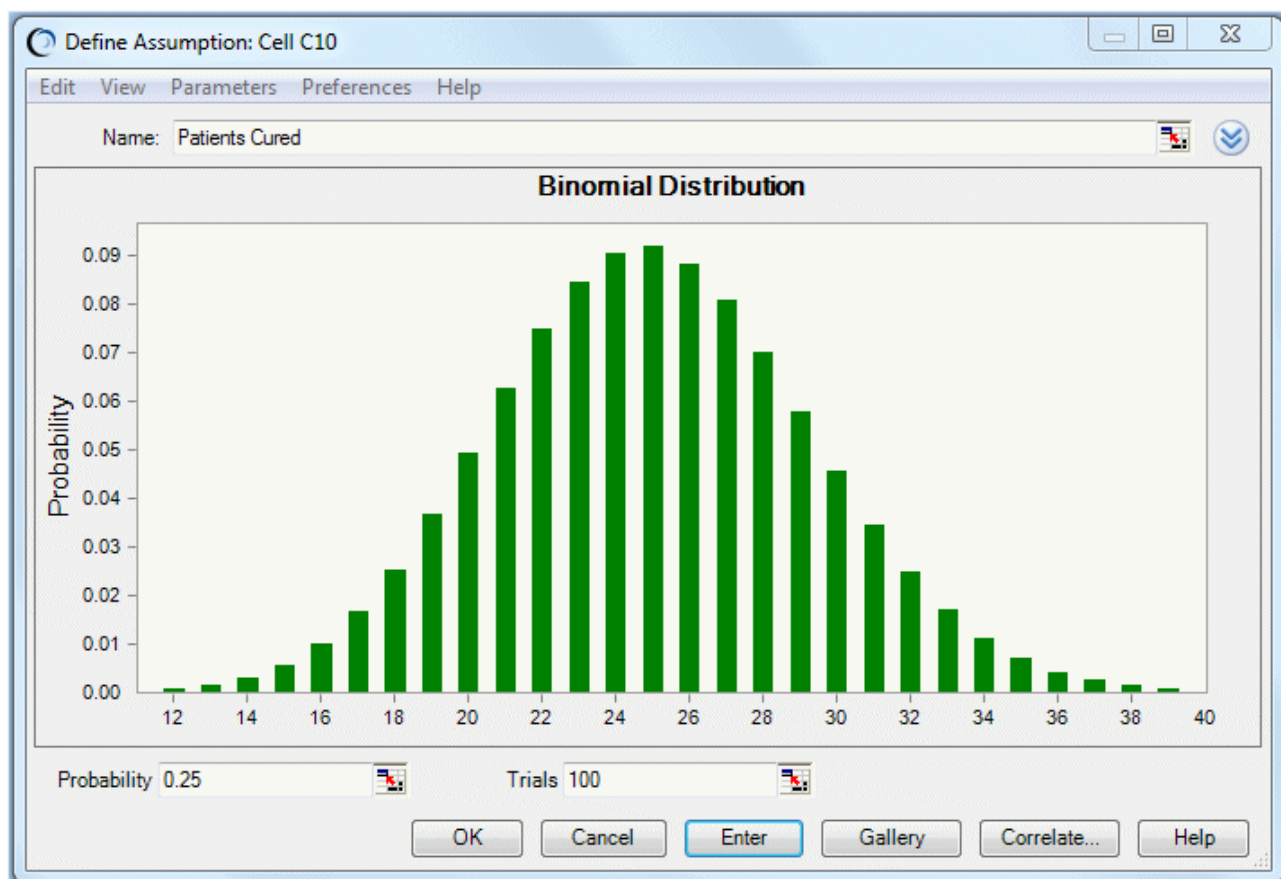 Define Assumption: Cell C10
Edit View Parameters Preferences Help
Name: Patients Cured
Binomial Distribution
Probability
0.09
0.08
0.07
0.06
0.05
0.04
0.03
0.02
0.01
0.00
12 14 16 18 20 22 24 26 28 30 32 34 36 38 40
Probability 0.25 Trials 100
OK Cancel Enter Gallery Correlate... Help